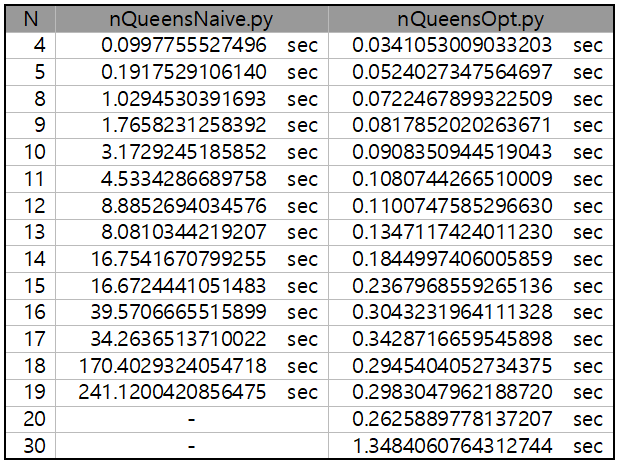 N nQueensNaive.py nQueensOpt.py
4 0.0997755527496 sec 0.0341053009033203 sec
5 0.1917529106140 sec 0.0524027347564697 sec
8 1.0294530391693 sec 0.0722467899322509 sec
9 1.7658231258392 sec 0.0817852020263671 sec
10 3.1729245185852 sec 0.0908350944519043 sec
11 4.5334286689758 sec 0.1080744266510009 sec
12 8.8852694034576 sec 0.1100747585296630 sec
13 8.0810344219207 sec 0.1347117424011230 sec
14 16.7541670799255 sec 0.1844997406005859 sec
15 16.6724441051483 sec 0.2367968559265136 sec
16 39.5706665515899 sec 0.3043231964111328 sec
17 34.2636513710022 sec 0.3428716659545898 sec
18 170.4029324054718 sec 0.2945404052734375 sec
19 241.1200420856475 sec 0.2983047962188720 sec
20 - 0.2625889778137207 sec
30 - 1.3484060764312744 sec